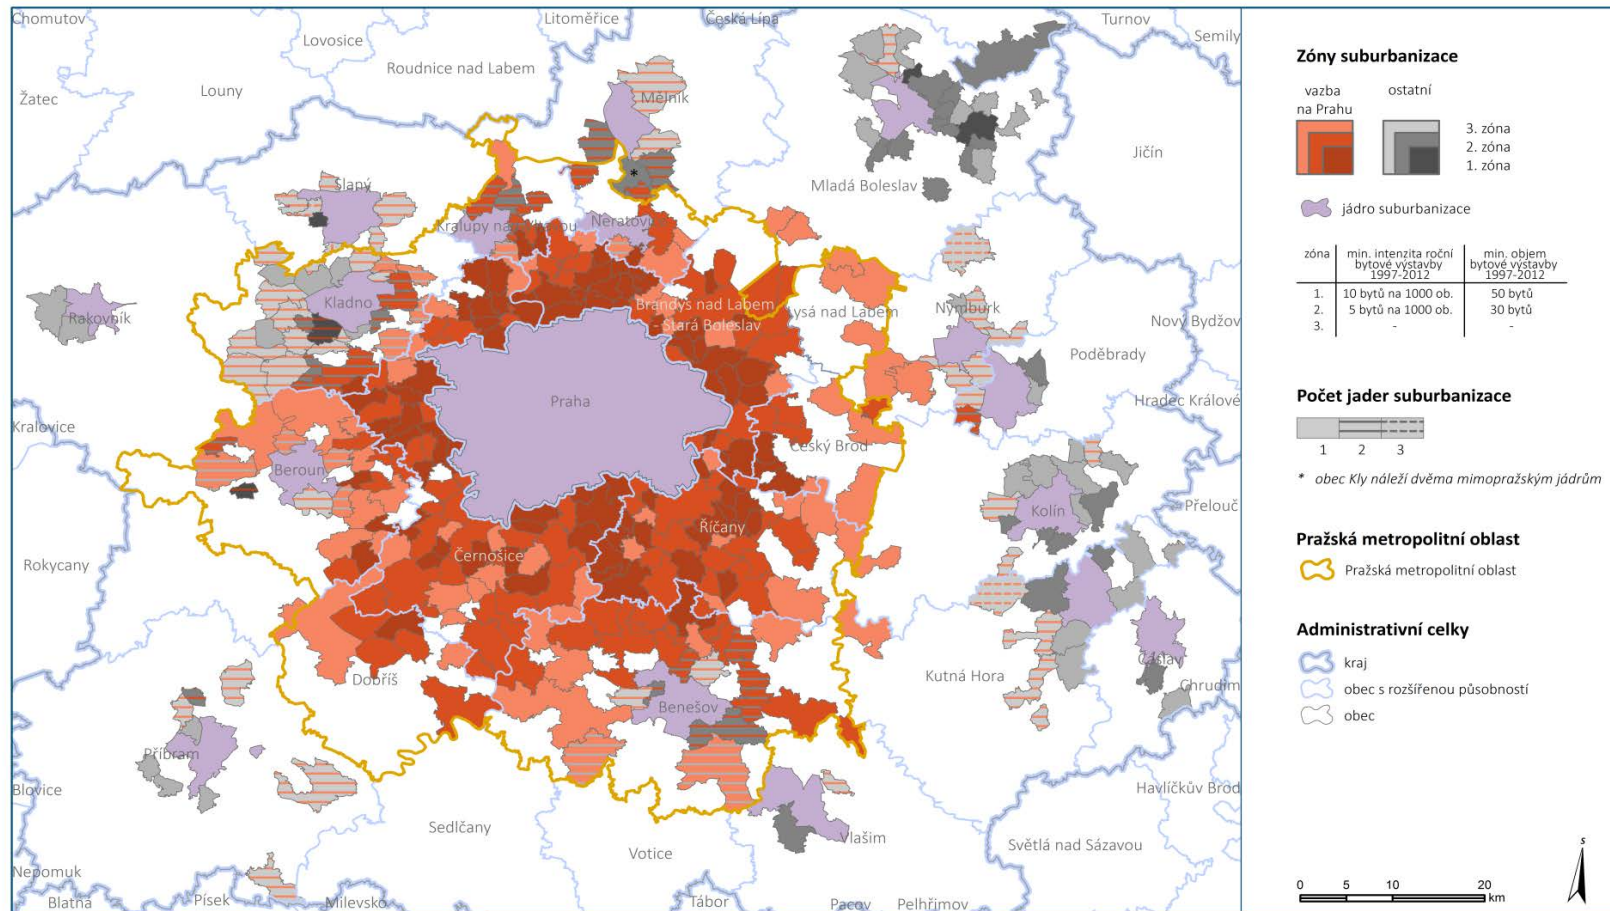 Chomutov
Litoměřice
Česká Lípa
Turnov
Semily
Lovosice
Roudnice nad Labem
Žatec
Louny
Mělník
Jičín
*
Mladá Boleslav
Slaný
Kralupy nad Vltavou
Neratovice
Kladno
Rakovník
Brandýs nad Labem
- Stará Boleslav
Lysá nad Labem
Nymburk
Nový Bydžov
Poděbrady
Praha
Hradec Králové
Kralovice
Český Brod
Beroun
Kolín
Přelouč
Říčany
Černošice
Rokycany
Kutná Hora
Čáslav
Chrudim
Dobříš
Benešov
Příbram
Blovice
Havlíčkův Brod
Sedlčany
Vlašim
Votice
Světlá nad Sázavou
Nepomuk
Blatná
Písek
Milevsko
Tábor
Pacov
Pelhřimov
Zóny suburbanizace
vazba
na Prahu
ostatní
3. zóna
2. zóna
1. zóna
jádro suburbanizace
zóna min. intenzita roční bytové výstavby 1997-2012 min. objem bytové výstavby 1997-2012
1. 10 bytů na 1000 ob. 50 bytů
2. 5 bytů na 1000 ob. 30 bytů
3. - -
Počet jader suburbanizace
1 2 3
* obec Kly náleží dvěma mimopražským jádrům
Pražská metropolitní oblast
Pražská metropolitní oblast
Administrativní celky
kraj
obec s rozšířenou působností
obec
s
0 5 10 20
km